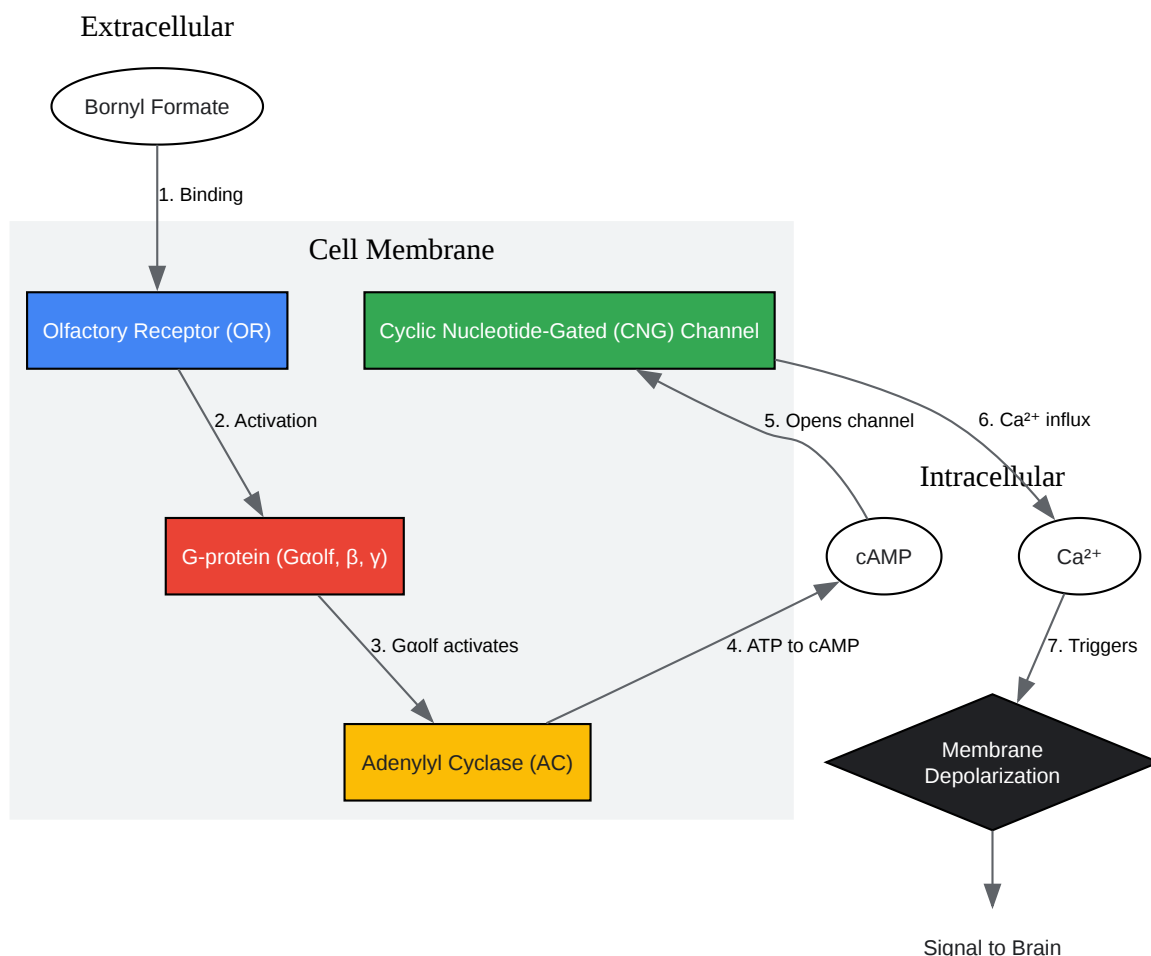 Extracellular
Bornyl Formate
1. Binding
Cell Membrane
Olfactory Receptor (OR)
Cyclic Nucleotide-Gated (CNG) Channel
2. Activation
5. Opens channel
6. Ca²⁺ influx
Intracellular
G-protein (Gαolf, β, γ)
cAMP
Ca²⁺
3. Gαolf activates
4. ATP to cAMP
7. Triggers
Adenylyl Cyclase (AC)
Membrane
Depolarization
Signal to Brain